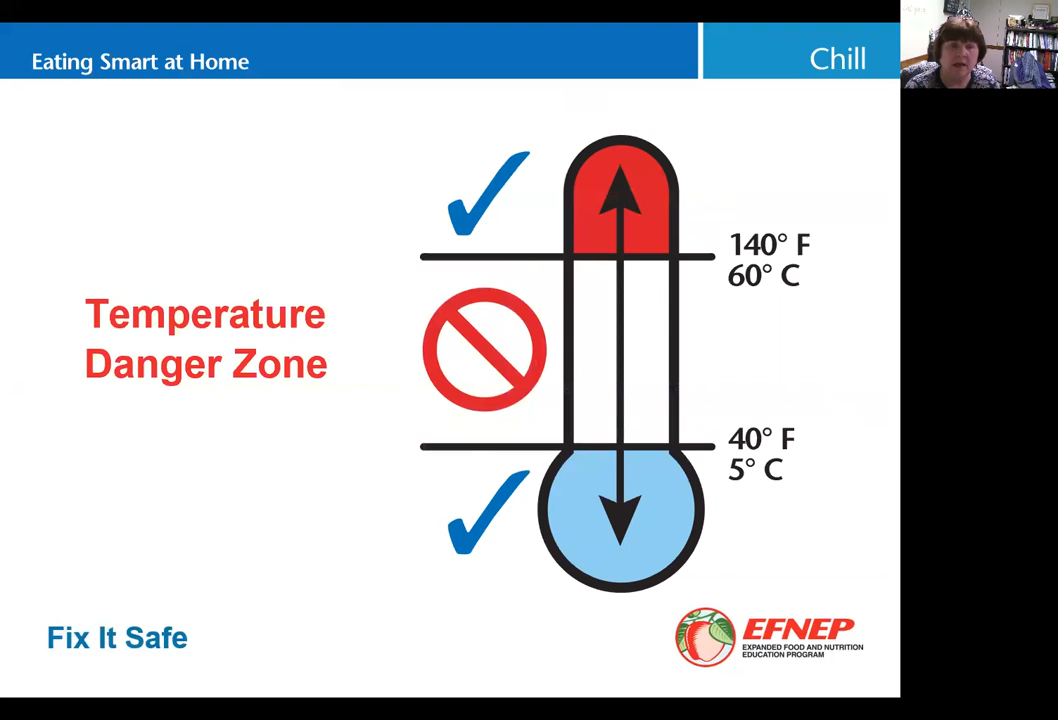 Eating Smart at Home
Chill
140° F
60° C
Temperature
Danger Zone
40° F
5° C
Fix It Safe
EFNEP
EXPANDED FOOD AND NUTRITION
EDUCATION PROGRAM